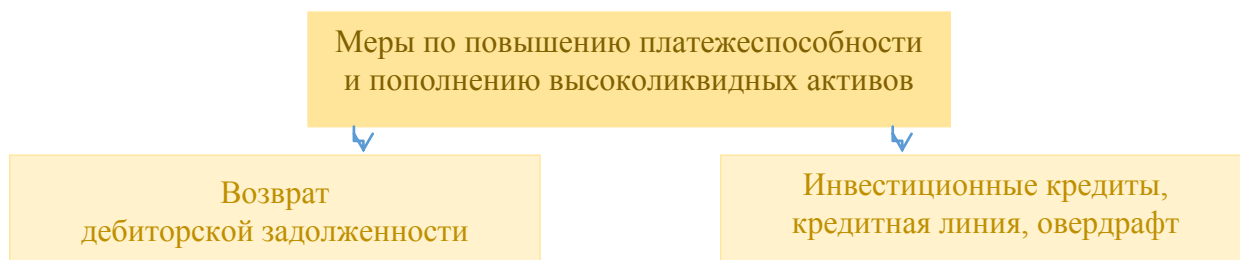 Меры по повышению платежеспособности
и пополнению высоколиквидных активов
Возврат
дебиторской задолженности
Инвестиционные кредиты,
кредитная линия, овердрафт